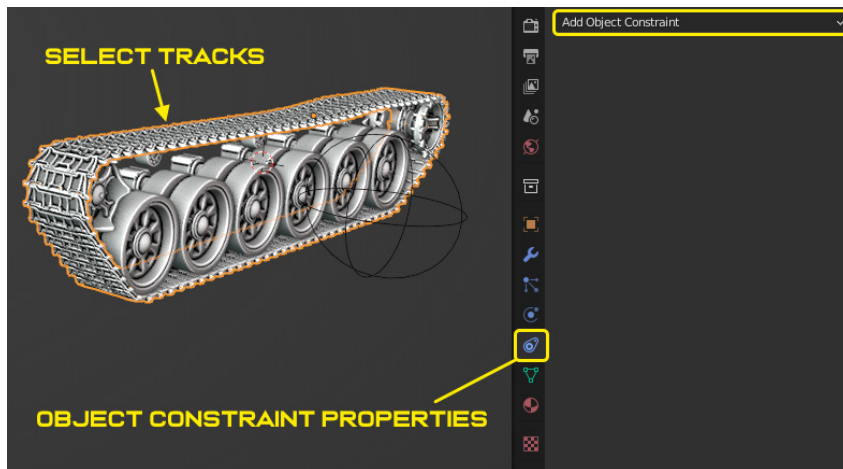 Add Object Constraint
SELECT TRACKS
OBJECT CONSTRAINT PROPERTIES